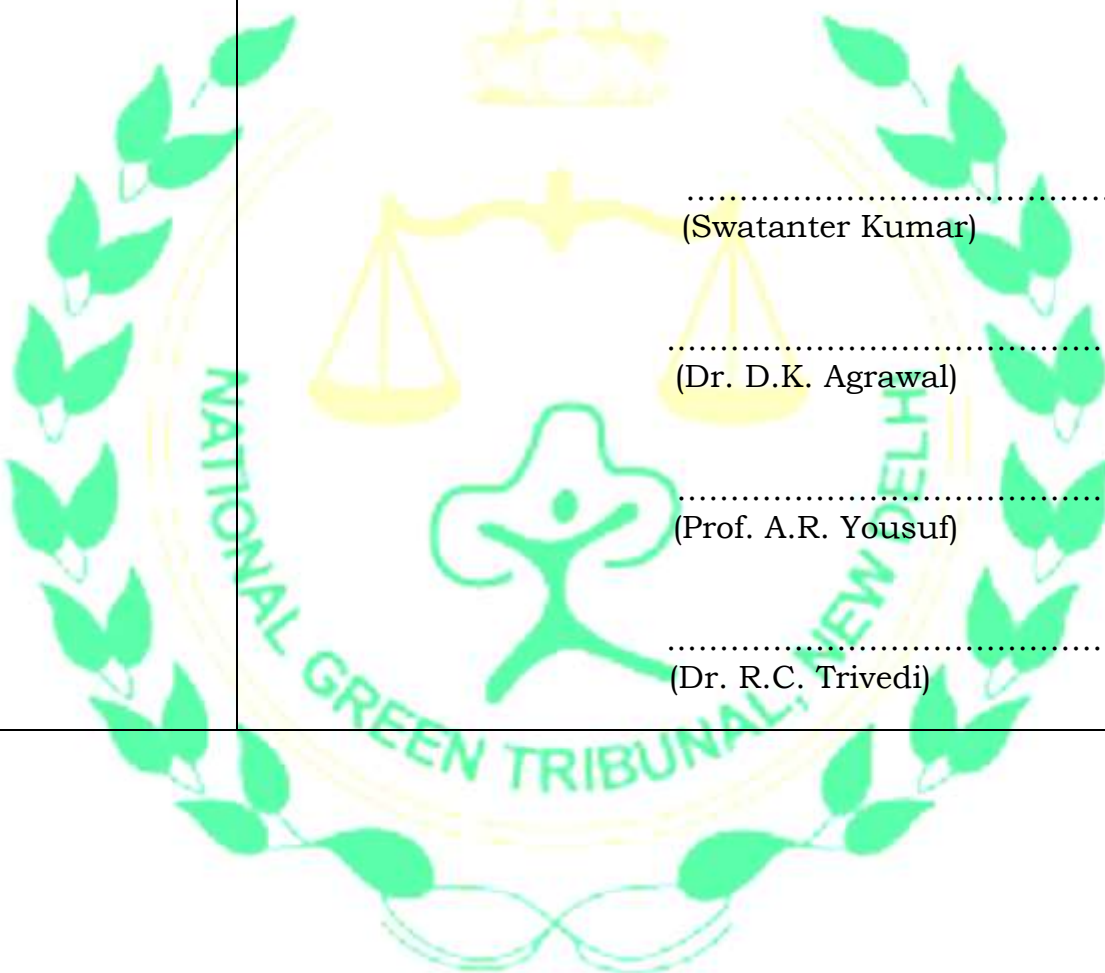 ……………………………………
(Swatanter Kumar)
……………………………………
(Dr. D.K. Agrawal)
……………………………………
(Prof. A.R. Yousuf)
……………………………………
(Dr. R.C. Trivedi)
NATIONAL GREEN TRIBUNAL, NEW DELHI